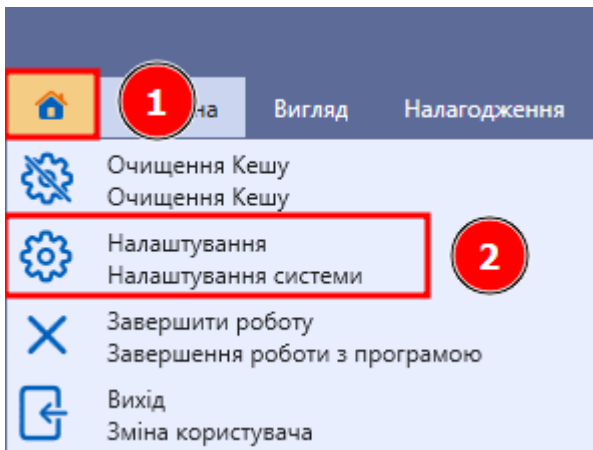 1
Вигляд Налагодження
Очищення Кешу
Очищення Кешу
Налаштування
Налаштування системи
2
Завершити роботу
Завершення роботи з програмою
Вихід
Зміна користувача